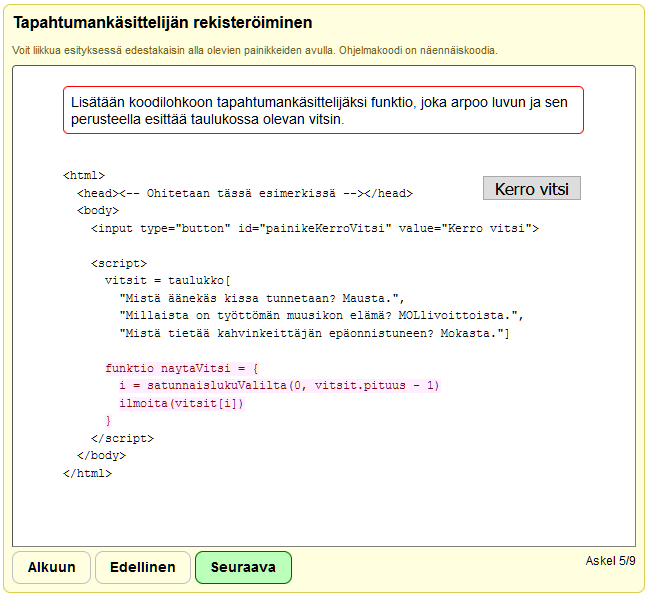 Tapahtumankäsittelijän rekisteröiminen
Voit liikkua esityksessä edestakaisin alla olevien painikkeiden avulla. Ohjelmakoodi on näennäiskoodia.
Lisätään koodilohkoon tapahtumankäsittelijäksi funktio, joka arpoo luvun ja sen
perusteella esittää taulukossa olevan vitsin.
<html>
<head><-- Ohitetaan tässä esimerkissä --></head>
Kerro vitsi
<body>
<input type="button" id="painikeKerroVitsi" value="Kerro vitsi">
<script>
vitsit = taulukko[
"Mistä äänekäs kissa tunnetaan? Mausta.",
"Millaista on työttömän muusikon elämä? MOLlivoittoista.",
"Mistä tietää kahvinkeittäjän epäonnistuneen? Mokasta."]
funktio naytaVitsi = {
i = satunnaislukuValilta(0, vitsit.pituus - 1)
ilmoita(vitsit[i])
}
</script>
</body>
</html>
Alkuun Edellinen Seuraava
Askel 5/9